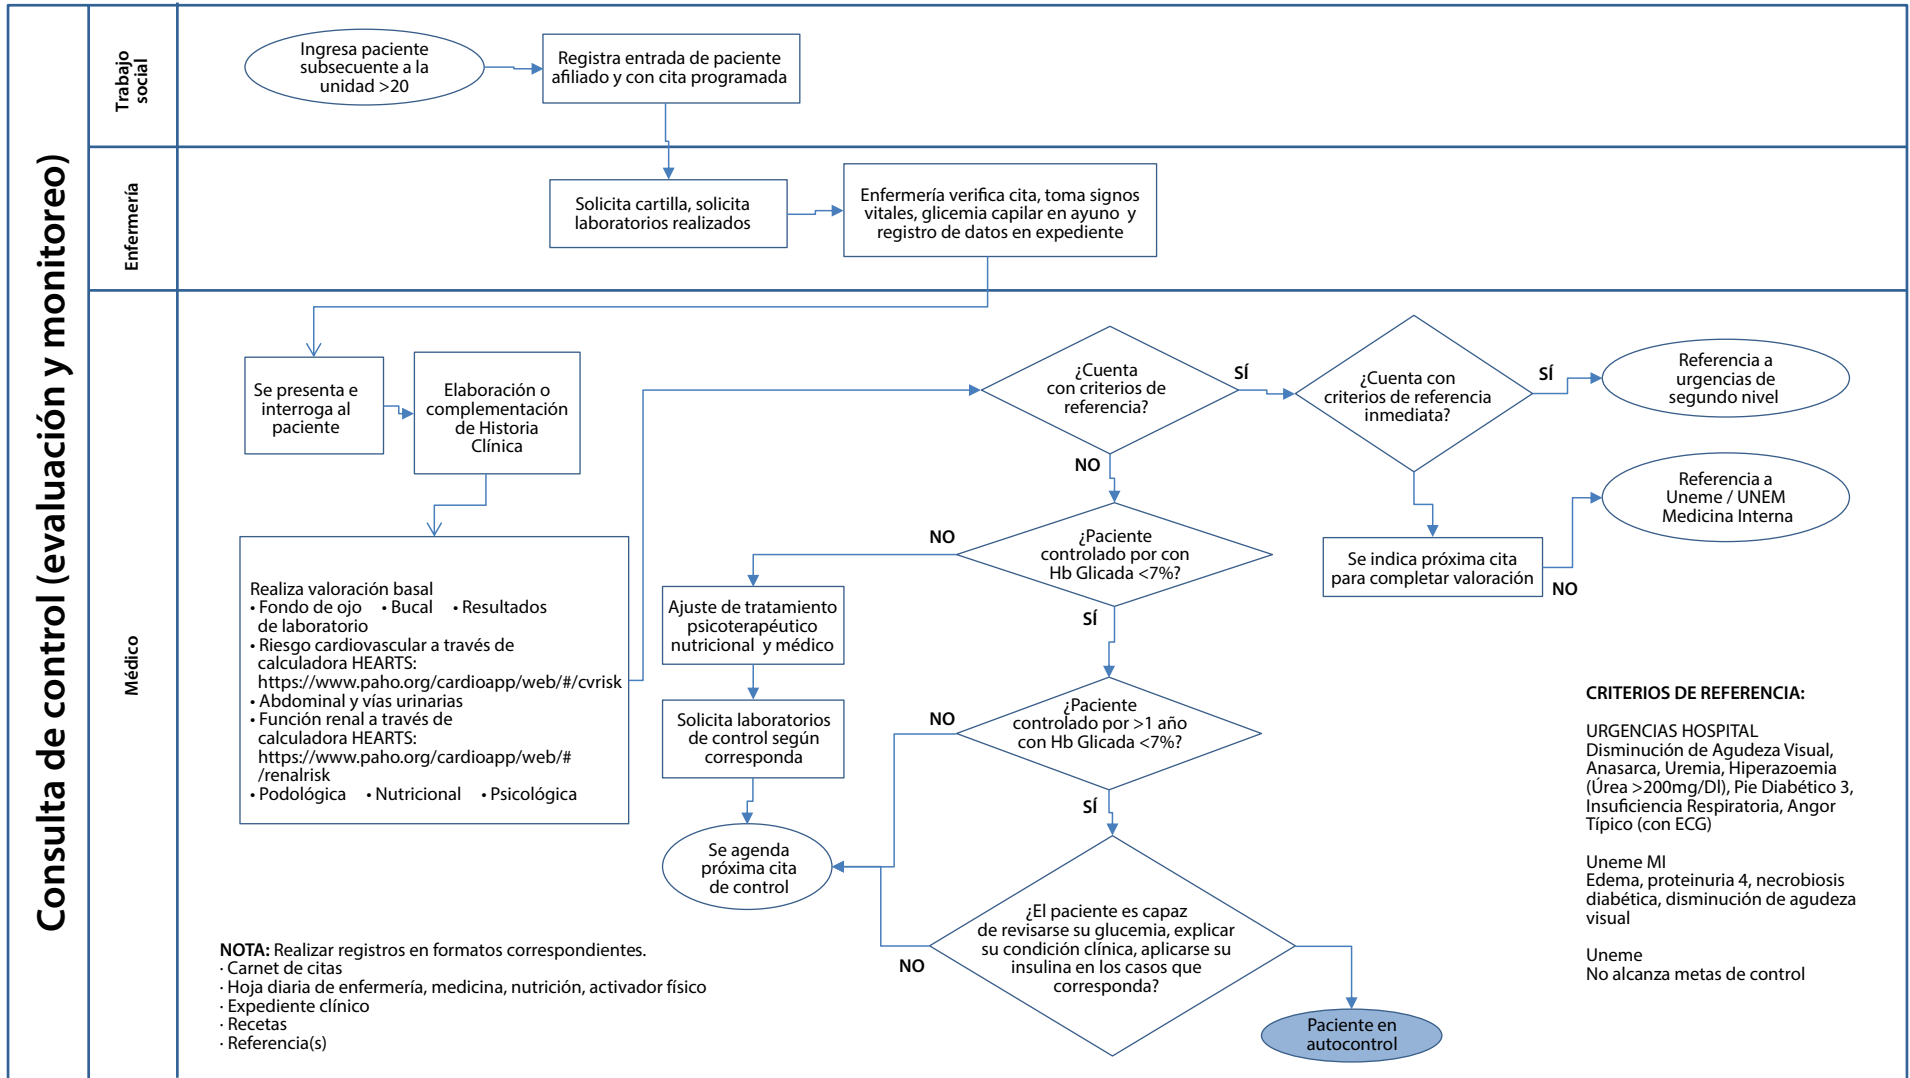 Consulta de control (evaluación y monitoreo)
Trabajo
social
Ingresa paciente
subsecuente a la
unidad >20
Registra entrada de paciente
afiliado y con cita programada
Enfermería
Solicita cartilla, solicita
laboratorios realizados
Enfermería verifica cita, toma signos
vitales, glicemia capilar en ayuno y
registro de datos en expediente
Médico
Se presenta e
interroga al
paciente
Elaboración o
complementación
de Historia
Clínica
Realiza valoración basal
• Fondo de ojo • Bucal • Resultados
de laboratorio
• Riesgo cardiovascular a través de
calculadora HEARTS:
https://www.paho.org/cardioapp/web/#/cvrisk
• Abdominal y vías urinarias
• Función renal a través de
calculadora HEARTS:
https://www.paho.org/cardioapp/web/#
/renalrisk
• Podológica • Nutricional • Psicológica
¿Cuenta
con criterios de
referencia?
SÍ
¿Cuenta con
criterios de referencia
inmediata?
SÍ
Referencia a
urgencias de
segundo nivel
NO
Referencia a
Uneme / UNEM
Medicina Interna
Se indica próxima cita
para completar valoración
NO
¿Paciente
controlado por con
Hb Glicada <7%?
NO
Ajuste de tratamiento
psicoterapéutico
nutricional y médico
SÍ
Solicita laboratorios
de control según
corresponda
¿Paciente
controlado por >1 año
con Hb Glicada <7%?
NO
SÍ
Se agenda
próxima cita
de control
¿El paciente es capaz
de revisarse su glucemia, explicar
su condición clínica, aplicarse su
insulina en los casos que
corresponda?
NO
Paciente en
autocontrol
CRITERIOS DE REFERENCIA:
URGENCIAS HOSPITAL
Disminución de Agudeza Visual,
Anasarca, Uremia, Hiperazoemia
(Úrea >200mg/Dl), Pie Diabético 3,
Insuficiencia Respiratoria, Angor
Típico (con ECG)
Uneme MI
Edema, proteinuria 4, necrobiosis
diabética, disminución de agudeza
visual
Uneme
No alcanza metas de control
NOTA: Realizar registros en formatos correspondientes.
· Carnet de citas
· Hoja diaria de enfermería, medicina, nutrición, activador físico
· Expediente clínico
· Recetas
· Referencia(s)